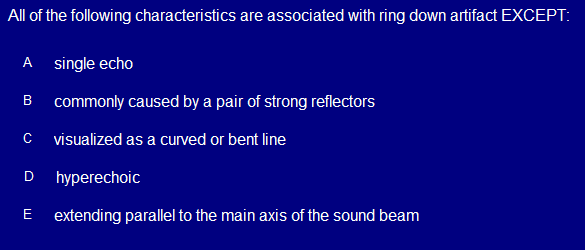 All of the following characteristics are associated with ring down artifact EXCEPT:
A single echo
B commonly caused by a pair of strong reflectors
C visualized as a curved or bent line
D hyperechoic
E extending parallel to the main axis of the sound beam